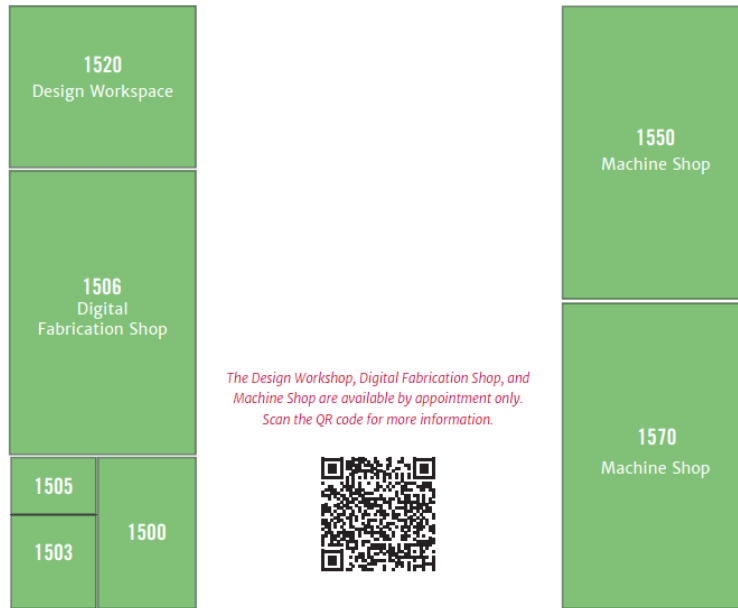 1520
Design Workspace
1506
Digital
Fabrication Shop
1505
1503
1500
The Design Workshop, Digital Fabrication Shop, and
Machine Shop are available by appointment only.
Scan the QR code for more information.
1550
Machine Shop
1570
Machine Shop